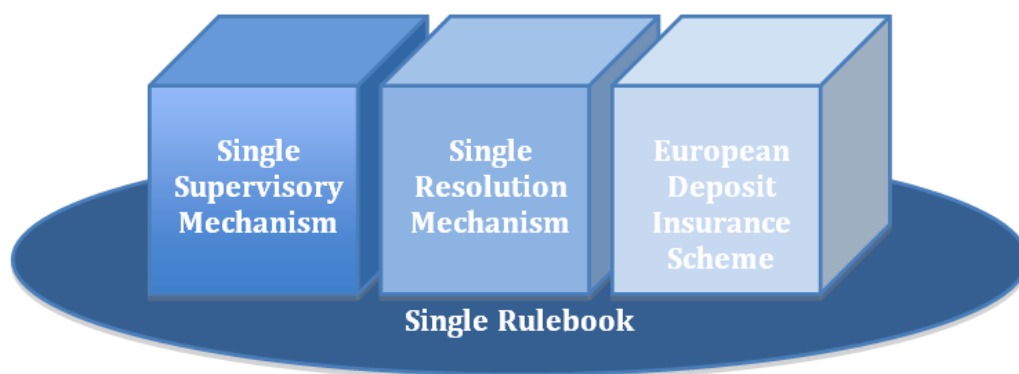 Single
Supervisory
Mechanism
Single
Resolution
Mechanism
European
Deposit
Insurance
Scheme
Single Rulebook